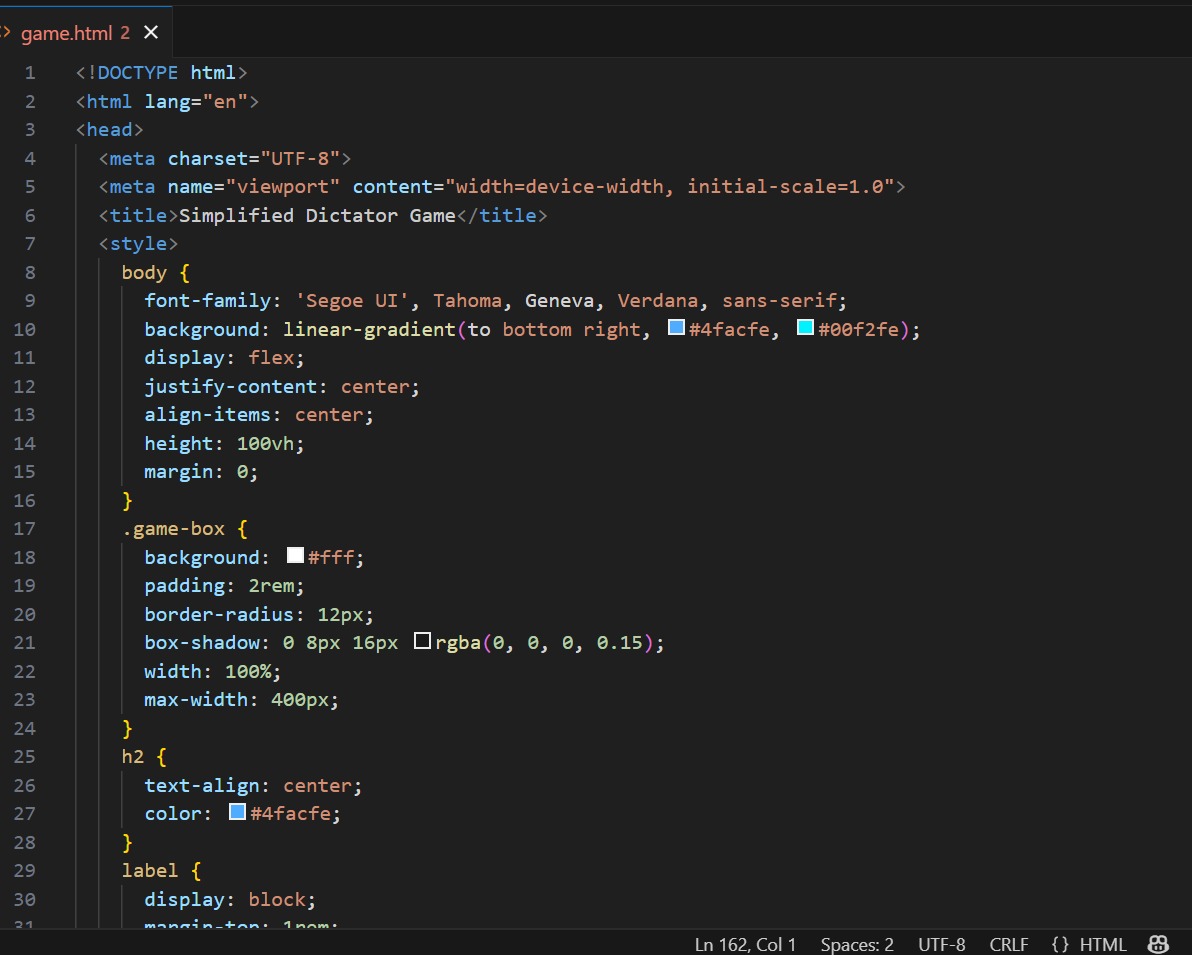 game.html 2
1 <!DOCTYPE html>
2 <html lang="en">
3 <head>
4 <meta charset="UTF-8">
5 <meta name="viewport" content="width=device-width, initial-scale=1.0">
6 <title>Simplified Dictator Game</title>
7 <style>
8 body {
9 font-family: 'Segoe UI', Tahoma, Geneva, Verdana, sans-serif;
10 background: linear-gradient(to bottom right, #4facfe, #00f2fe);
11 display: flex;
12 justify-content: center;
13 align-items: center;
14 height: 100vh;
15 margin: 0;
16 }
17 .game-box {
18 background: #fff;
19 padding: 2rem;
20 border-radius: 12px;
21 box-shadow: 0 8px 16px rgba(0, 0, 0, 0.15);
22 width: 100%;
23 max-width: 400px;
24 }
25 h2 {
26 text-align: center;
27 color: #4facfe;
28 }
29 label {
30 display: block;
31 margin-top: 1rem;
Ln 162, Col 1 Spaces: 2 UTF-8 CRLF {} HTML